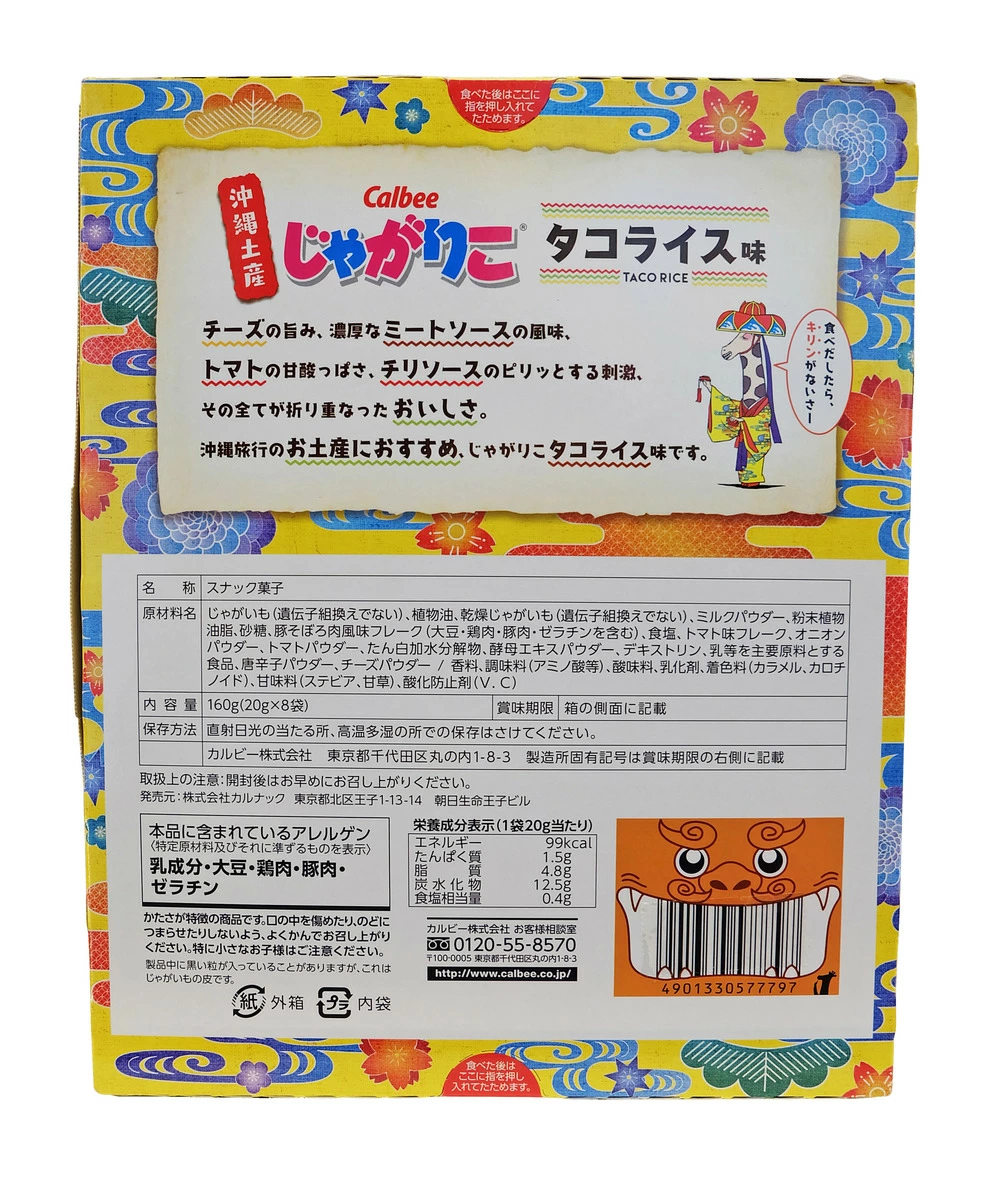 食べた後はここに
指を押し入れて
たためます。
沖縄土産
Calbee
じゃがりこ®
タコライス味
TACO RICE
チーズの旨み、濃厚なミートソースの風味、
トマトの甘酸っぱさ、チリソースのピリッとする刺激、
その全てが折り重なったおいしさ。
沖縄旅行のお土産におすすめ、じゃがりこタコライス味です。
食べだしたら、
キリンがないさー
名称 スナック菓子
原材料名 じゃがいも(遺伝子組換えでない)、植物油、乾燥じゃがいも(遺伝子組換えでない)、ミルクパウダー、粉末植物
油脂、砂糖、豚そぼろ肉風味フレーク(大豆・鶏肉・豚肉・ゼラチンを含む)、食塩、トマト味フレーク、オニオン
パウダー、トマトパウダー、たん白加水分解物、酵母エキスパウダー、デキストリン、乳等を主要原料とする
食品、唐辛子パウダー、チーズパウダー / 香料、調味料(アミノ酸等)、酸味料、乳化剤、着色料(カラメル、カロチ
ノイド)、甘味料(ステビア、甘草)、酸化防止剤(V.C)
内容量 160g(20g×8袋) 賞味期限 箱の側面に記載
保存方法 直射日光の当たる所、高温多湿の所での保存はさけてください。
カルビー株式会社 東京都千代田区丸の内1-8-3 製造所固有記号は賞味期限の右側に記載
取扱上の注意:開封後はお早めにお召し上がりください。
発売元:株式会社カルナック 東京都北区王子1-13-14 朝日生命王子ビル
本品に含まれているアレルゲン
〈特定原材料及びそれに準ずるものを表示〉
乳成分・大豆・鶏肉・豚肉・
ゼラチン
かたさが特徴の商品です。口の中を傷めたり、のどに
つまらせたりしないよう、よくかんでお召し上がり
ください。特に小さなお子様はご注意ください。
製品中に黒い粒が入っていることがありますが、これは
じゃがいもの皮です。
紙 外箱 プラ 内袋
栄養成分表示(1袋20g当たり)
エネルギー 99kcal
たんぱく質 1.5g
脂質 4.8g
炭水化物 12.5g
食塩相当量 0.4g
カルビー株式会社 お客様相談室
0120-55-8570
〒100-0005 東京都千代田区丸の内1-8-3
http://www.calbee.co.jp/
4901330577797
食べた後は
ここに指を押し
入れてたためます。